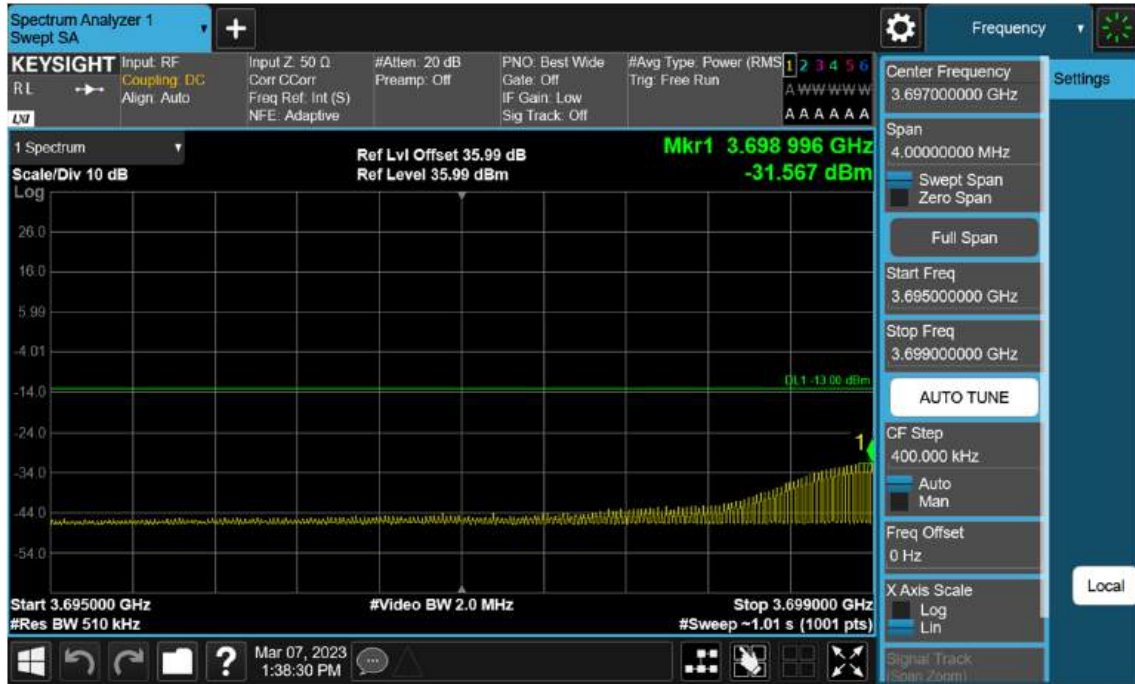 Spectrum Analyzer 1
Swept SA
Frequency
KEYSIGHT
RL
LXI
Input: RF
Coupling: DC
Align: Auto
Input Z: 50 Ω
Corr CCorr
Freq Ref: Int (S)
NFE: Adaptive
#Atten: 20 dB
Preamp: Off
PNO: Best Wide
Gate: Off
IF Gain: Low
Sig Track: Off
#Avg Type: Power (RMS
Trig: Free Run
1 2 3 4 5 6
A W W W W W
A A A A A A
1 Spectrum
Scale/Div 10 dB
Ref Lvl Offset 35.99 dB
Ref Level 35.99 dBm
Mkr1 3.698 996 GHz
-31.567 dBm
Log
26.0
16.0
5.99
-4.01
-14.0
-24.0
-34.0
-44.0
-54.0
DL1 -13.00 dBm
1
Start 3.695000 GHz
#Res BW 510 kHz
#Video BW 2.0 MHz
Stop 3.699000 GHz
#Sweep ~1.01 s (1001 pts)
Center Frequency
3.697000000 GHz
Span
4.00000000 MHz
Swept Span
Zero Span
Full Span
Start Freq
3.695000000 GHz
Stop Freq
3.699000000 GHz
AUTO TUNE
CF Step
400.000 kHz
Auto
Man
Freq Offset
0 Hz
X Axis Scale
Log
Lin
Signal Track
(Span Zoom)
Settings
Local
?
Mar 07, 2023
1:38:30 PM